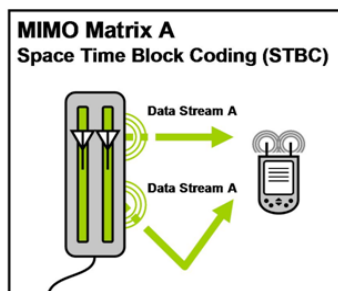 MIMO Matrix A
Space Time Block Coding (STBC)
Data Stream A
Data Stream A